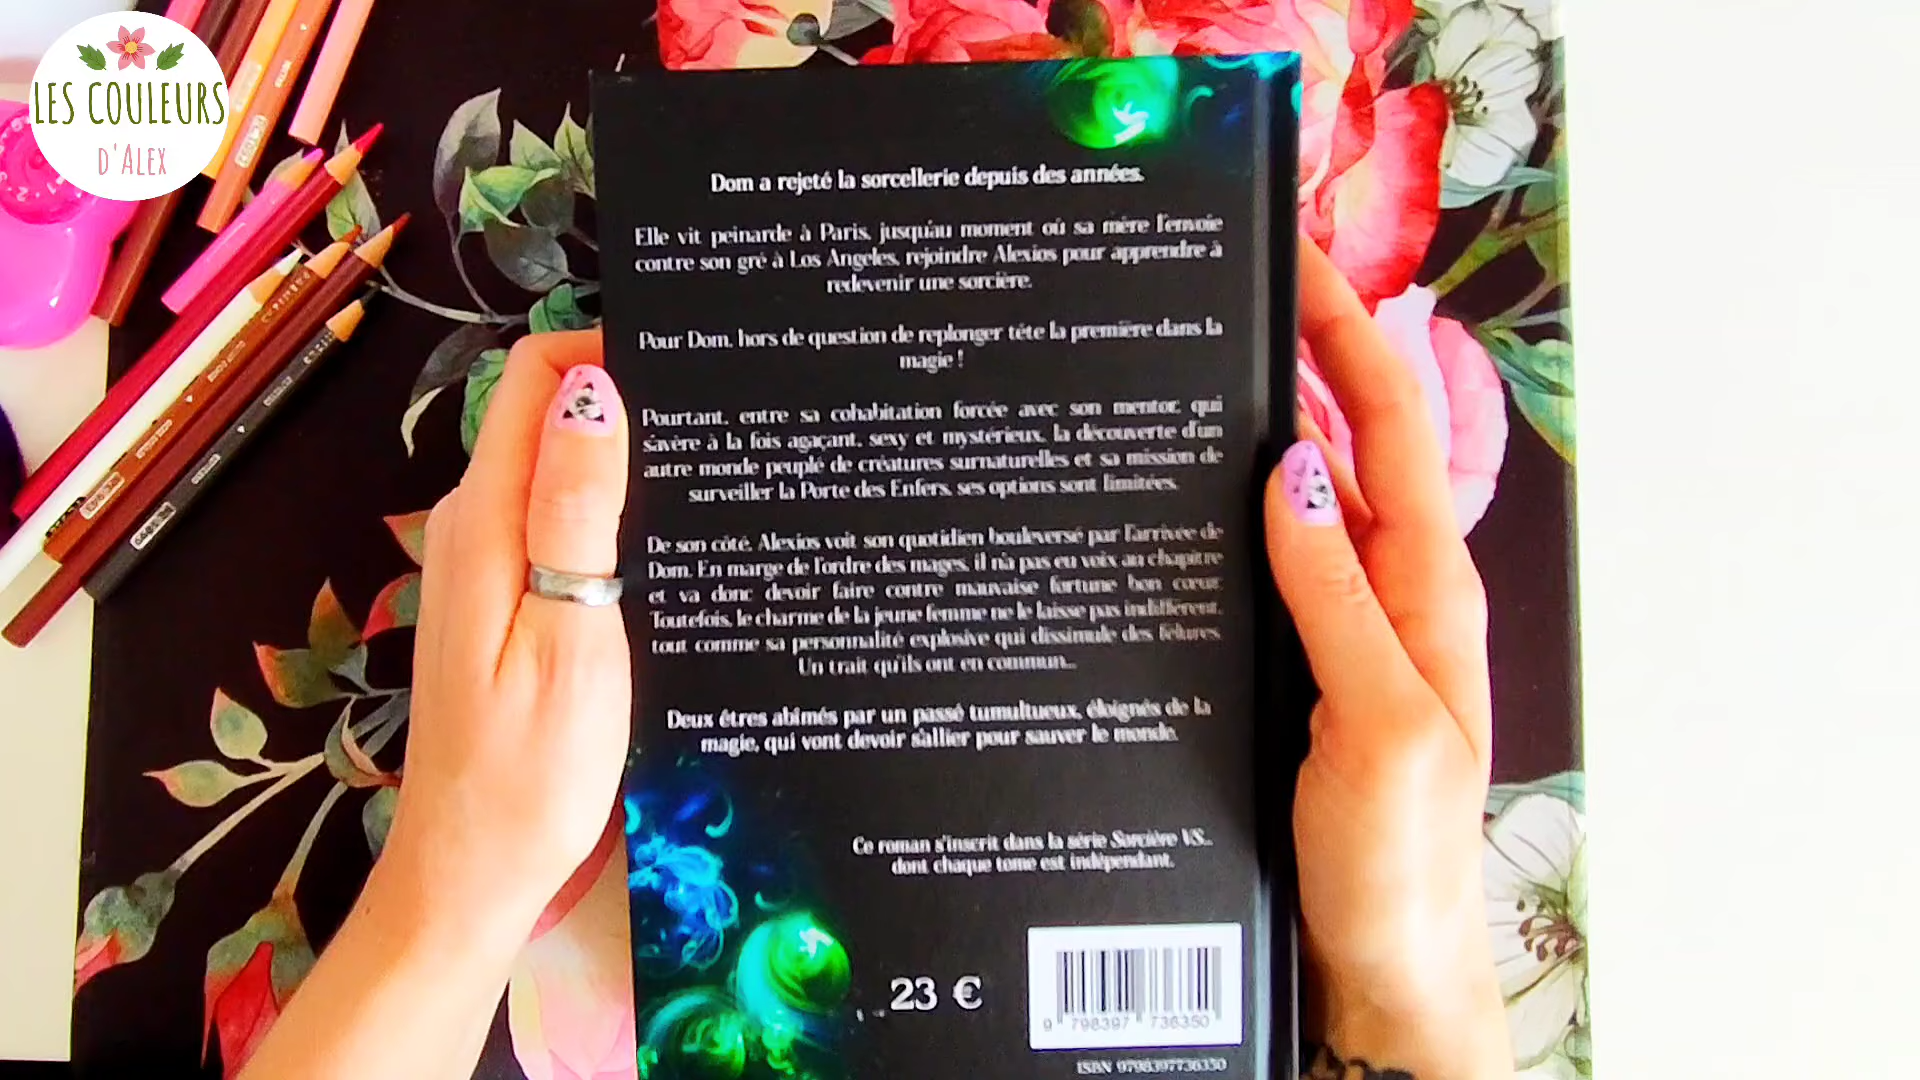 LES COULEURS
d'ALEX
Dom a rejeté la sorcellerie depuis des années.
Elle vit peinarde à Paris, jusqu'au moment où sa mère l'envoie
contre son gré à Los Angeles, rejoindre Alexios pour apprendre à
redevenir une sorcière.
Pour Dom, hors de question de replonger tête la première dans la
magie !
Pourtant, entre sa cohabitation forcée avec son mentor, qui
s'avère à la fois agaçant, sexy et mystérieux, la découverte d'un
autre monde peuplé de créatures surnaturelles et sa mission de
surveiller la Porte des Enfers, ses options sont limitées.
De son côté, Alexios voit son quotidien bouleversé par l'arrivée de
Dom. En marge de l'ordre des mages, il n'a pas eu voix au chapitre
et va donc devoir faire contre mauvaise fortune bon cœur.
Toutefois, le charme de la jeune femme ne le laisse pas indifférent,
tout comme sa personnalité explosive qui dissimule des fêlures.
Un trait qu'ils ont en commun...
Deux êtres abîmés par un passé tumultueux, éloignés de la
magie, qui vont devoir s'allier pour sauver le monde.
Ce roman s'inscrit dans la série Sorcière VS...
dont chaque tome est indépendant.
23 €
9 798397 736350
ISBN 9798397736350